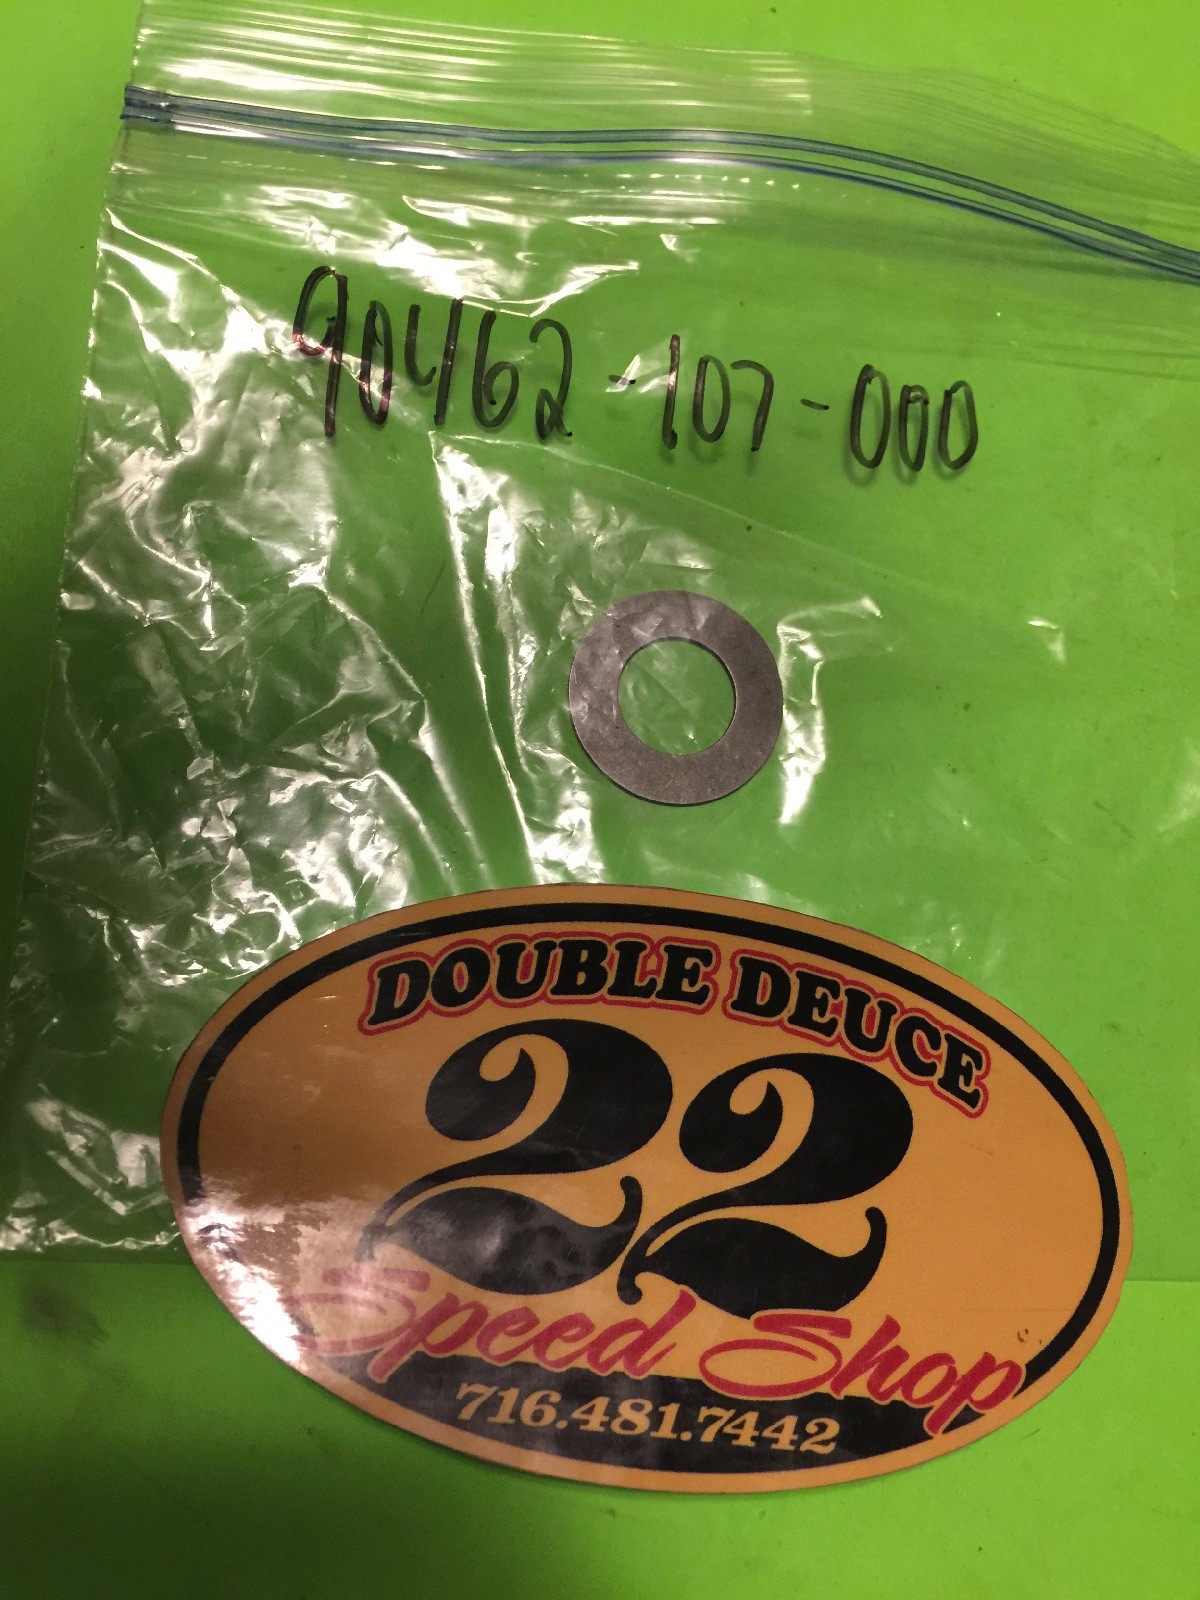 90462-107-000
DOUBLE DEUCE
22
Speed Shop
716.481.7442